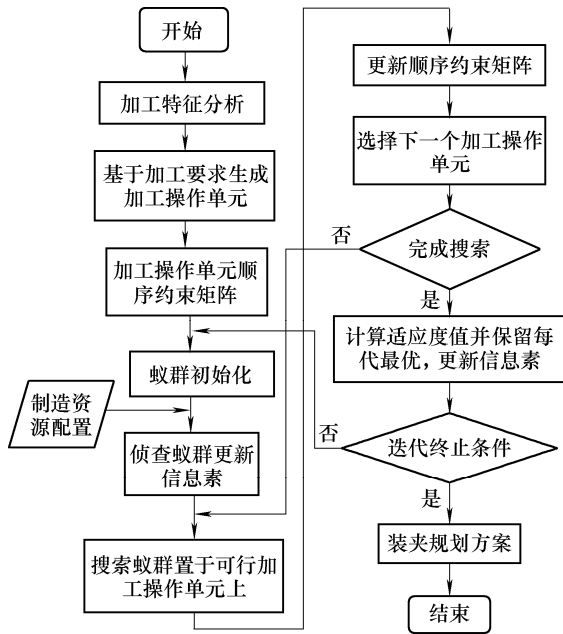 开始
加工特征分析
基于加工要求生成
加工操作单元
加工操作单元顺
序约束矩阵
蚁群初始化
制造资
源配置
侦查蚁群更新
信息素
搜索蚁群置于可行加
工操作单元上
更新顺序约束矩阵
选择下一个加工操作
单元
完成搜索
否
是
计算适应度值并保留每
代最优,更新信息素
迭代终止条件
否
是
装夹规划方案
结束